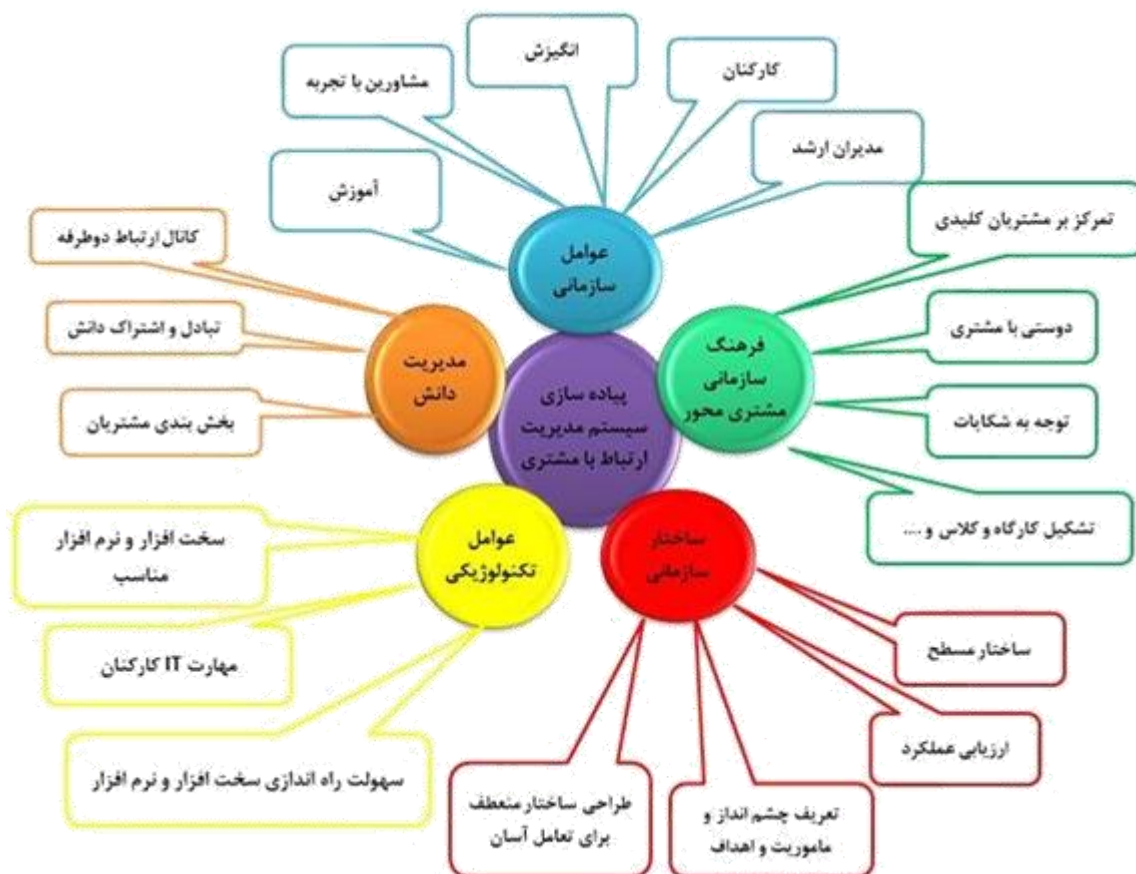 انگیزش
کارکنان
مشاورین با تجربه
مدیران ارشد
آموزش
تمرکز بر مشتریان کلیدی
کانال ارتباط دوطرفه
عوامل
سازمانی
دوستی با مشتری
تبادل و اشتراک دانش
فرهنگ
سازمانی
مشتری محور
مدیریت
دانش
پیاده سازی
سیستم مدیریت
ارتباط با مشتری
توجه به شکایات
بخش بندی مشتریان
تشکیل کارگاه و کلاس و ....
سخت افزار و نرم افزار
مناسب
عوامل
تکنولوژیکی
ساختار
سازمانی
ساختار مسطح
مهارت IT کارکنان
ارزیابی عملکرد
سهولت راه اندازی سخت افزار و نرم افزار
طراحی ساختار منعطف
برای تعامل آسان
تعریف چشم انداز و
ماموریت و اهداف